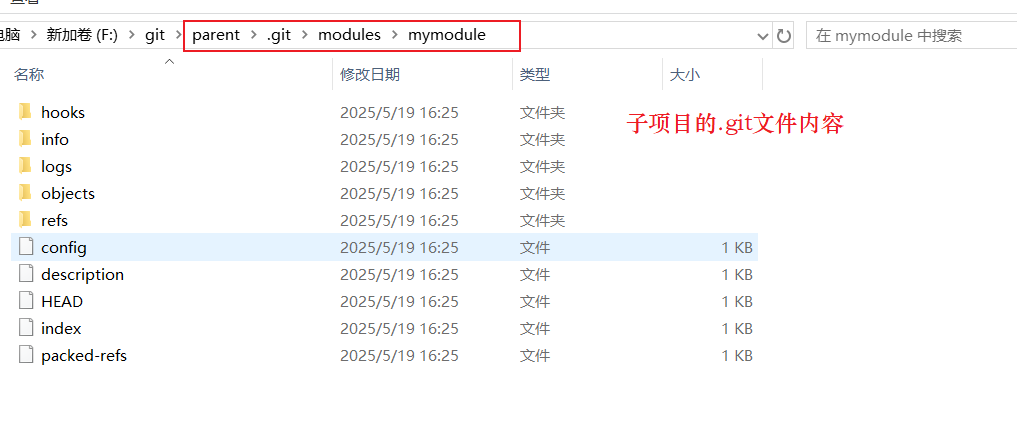 电脑 > 新加卷 (F:) > git > parent > .git > modules > mymodule
在 mymodule 中搜索
名称 修改日期 类型 大小
hooks 2025/5/19 16:25 文件夹
info 2025/5/19 16:25 文件夹
logs 2025/5/19 16:25 文件夹
objects 2025/5/19 16:25 文件夹
refs 2025/5/19 16:25 文件夹
config 2025/5/19 16:25 文件 1 KB
description 2025/5/19 16:25 文件 1 KB
HEAD 2025/5/19 16:25 文件 1 KB
index 2025/5/19 16:25 文件 1 KB
packed-refs 2025/5/19 16:25 文件 1 KB
子项目的.git文件内容